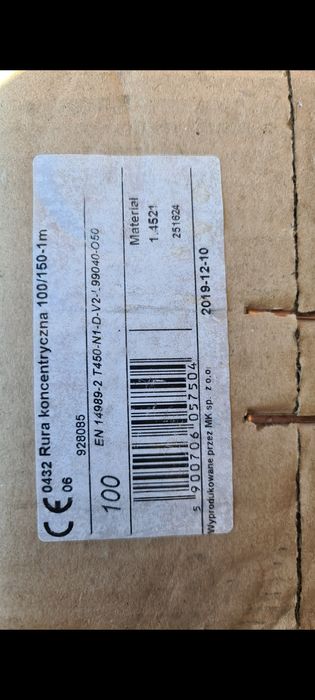 CE 0432 Rura koncentryczna 100/150-1m
06
928085
EN 14989-2 T450-N1-D-V2-L99040-O50
100
Materiał
1.4521
251624
5 900706 057504
Wyprodukowane przez MK sp. z o.o.
2019-12-10